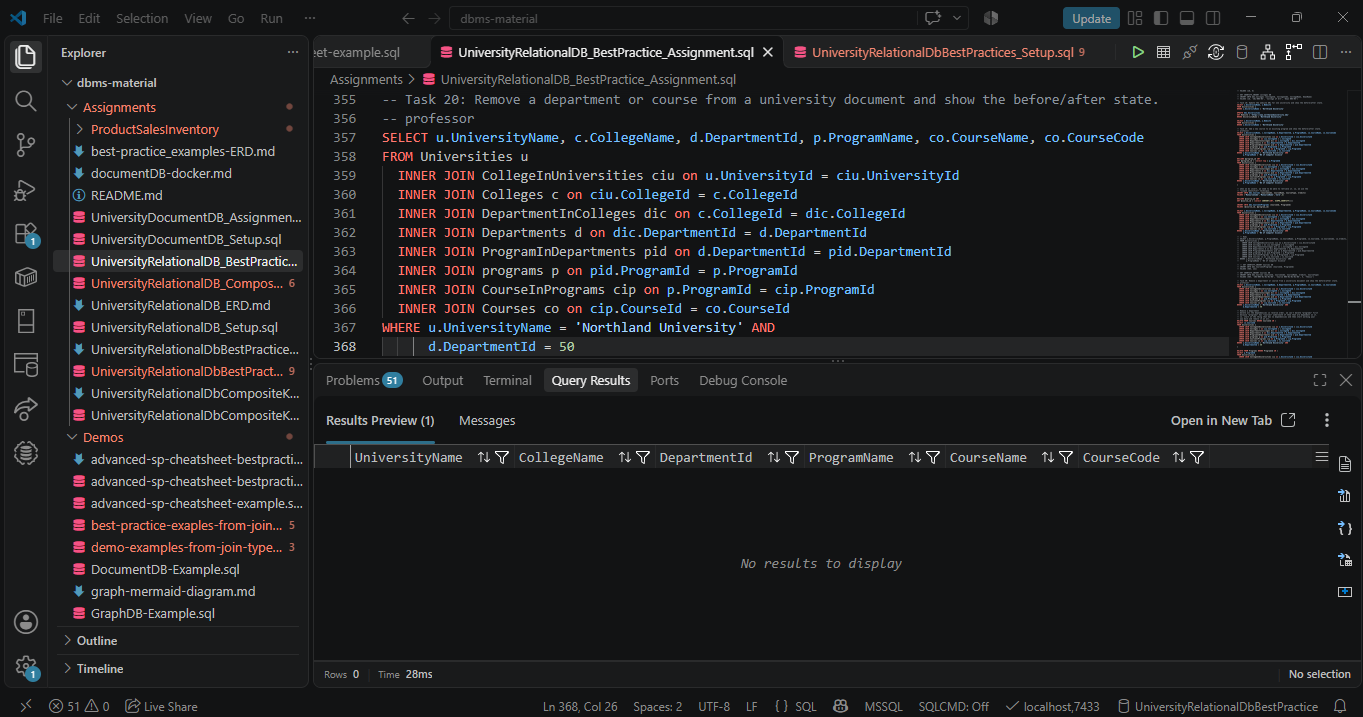 File Edit Selection View Go Run ··· dbms-material Update
Explorer ···
dbms-material
Assignments
ProductSalesInventory
best-practice_examples-ERD.md
documentDB-docker.md
README.md
UniversityDocumentDB_Assignmen...
UniversityDocumentDB_Setup.sql
UniversityRelationalDB_BestPractic...
UniversityRelationalDB_Compos... 6
UniversityRelationalDB_ERD.md
UniversityRelationalDB_Setup.sql
UniversityRelationalDbBestPractice...
UniversityRelationalDbBestPract... 9
UniversityRelationalDbCompositeK...
UniversityRelationalDbCompositeK...
Demos
advanced-sp-cheatsheet-bestpracti...
advanced-sp-cheatsheet-bestpracti...
advanced-sp-cheatsheet-example.s...
best-practice-exaples-from-join... 5
demo-examples-from-join-type... 3
DocumentDB-Example.sql
graph-mermaid-diagram.md
GraphDB-Example.sql
Outline
Timeline
1
1
eet-example.sql UniversityRelationalDB_BestPractice_Assignment.sql UniversityRelationalDbBestPractices_Setup.sql 9
Assignments > UniversityRelationalDB_BestPractice_Assignment.sql
355 -- Task 20: Remove a department or course from a university document and show the before/after state.
356 -- professor
357 SELECT u.UniversityName, c.CollegeName, d.DepartmentId, p.ProgramName, co.CourseName, co.CourseCode
358 FROM Universities u
359 INNER JOIN CollegeInUniversities ciu on u.UniversityId = ciu.UniversityId
360 INNER JOIN Colleges c on ciu.CollegeId = c.CollegeId
361 INNER JOIN DepartmentInColleges dic on c.CollegeId = dic.CollegeId
362 INNER JOIN Departments d on dic.DepartmentId = d.DepartmentId
363 INNER JOIN ProgramInDepartments pid on d.DepartmentId = pid.DepartmentId
364 INNER JOIN programs p on pid.ProgramId = p.ProgramId
365 INNER JOIN CourseInPrograms cip on p.ProgramId = cip.ProgramId
366 INNER JOIN Courses co on cip.CourseId = co.CourseId
367 WHERE u.UniversityName = 'Northland University' AND
368 d.DepartmentId = 50
Problems 51 Output Terminal Query Results Ports Debug Console
Results Preview (1) Messages Open in New Tab
UniversityName CollegeName DepartmentId ProgramName CourseName CourseCode
No results to display
Rows 0 Time 28ms No selection
51 0 Live Share Ln 368, Col 26 Spaces: 2 UTF-8 LF { } SQL MSSQL SQLCMD: Off localhost,7433 UniversityRelationalDbBestPractice